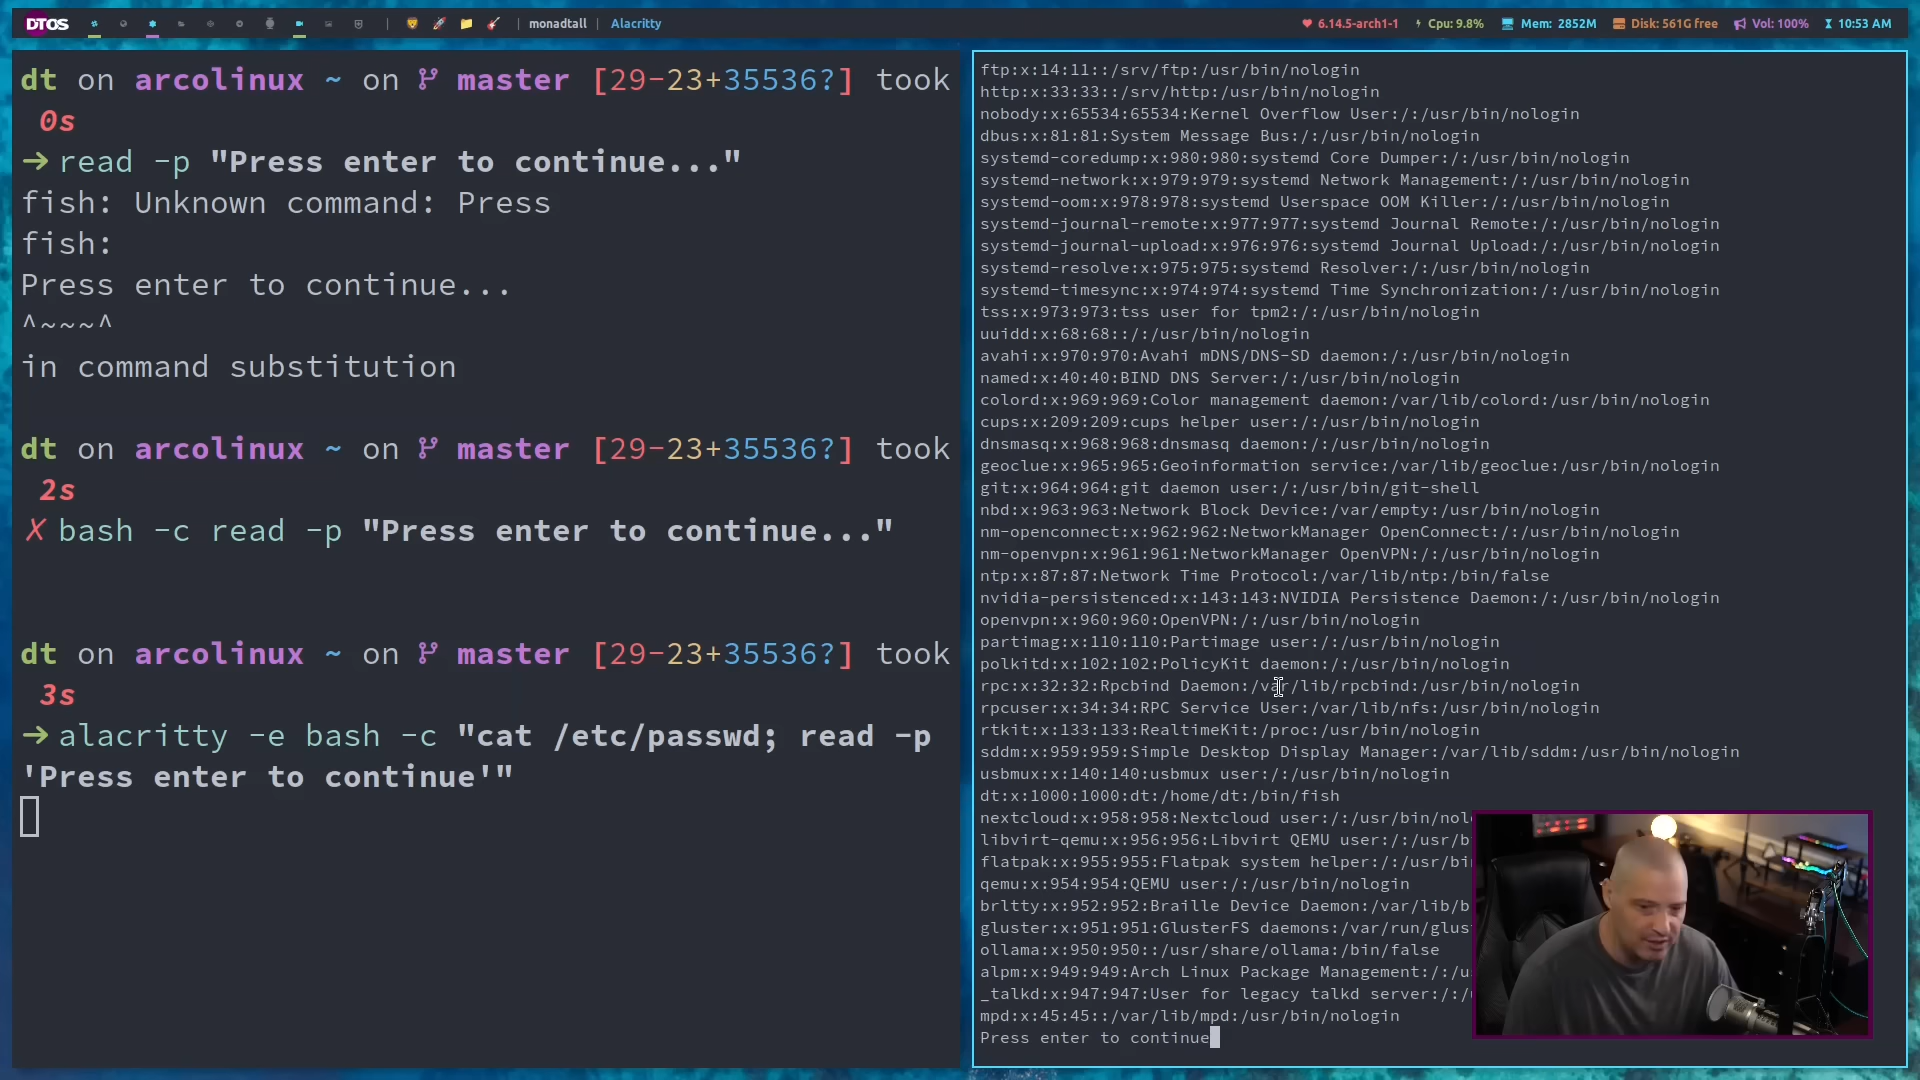 DTOS | monadtall | Alacritty 6.14.5-arch1-1 Cpu: 9.8% Mem: 2852M Disk: 561G free Vol: 100% 10:53 AM
dt on arcolinux ~ on master [29-23+35536?] took
0s
→ read -p "Press enter to continue..."
fish: Unknown command: Press
fish:
Press enter to continue...
^~~~^
in command substitution
dt on arcolinux ~ on master [29-23+35536?] took
2s
✗ bash -c read -p "Press enter to continue..."
dt on arcolinux ~ on master [29-23+35536?] took
3s
→ alacritty -e bash -c "cat /etc/passwd; read -p
'Press enter to continue'"
ftp:x:14:11::/srv/ftp:/usr/bin/nologin
http:x:33:33::/srv/http:/usr/bin/nologin
nobody:x:65534:65534:Kernel Overflow User:/:/usr/bin/nologin
dbus:x:81:81:System Message Bus:/:/usr/bin/nologin
systemd-coredump:x:980:980:systemd Core Dumper:/:/usr/bin/nologin
systemd-network:x:979:979:systemd Network Management:/:/usr/bin/nologin
systemd-oom:x:978:978:systemd Userspace OOM Killer:/:/usr/bin/nologin
systemd-journal-remote:x:977:977:systemd Journal Remote:/:/usr/bin/nologin
systemd-journal-upload:x:976:976:systemd Journal Upload:/:/usr/bin/nologin
systemd-resolve:x:975:975:systemd Resolver:/:/usr/bin/nologin
systemd-timesync:x:974:974:systemd Time Synchronization:/:/usr/bin/nologin
tss:x:973:973:tss user for tpm2:/:/usr/bin/nologin
uuidd:x:68:68::/:/usr/bin/nologin
avahi:x:970:970:Avahi mDNS/DNS-SD daemon:/:/usr/bin/nologin
named:x:40:40:BIND DNS Server:/:/usr/bin/nologin
colord:x:969:969:Color management daemon:/var/lib/colord:/usr/bin/nologin
cups:x:209:209:cups helper user:/:/usr/bin/nologin
dnsmasq:x:968:968:dnsmasq daemon:/:/usr/bin/nologin
geoclue:x:965:965:Geoinformation service:/var/lib/geoclue:/usr/bin/nologin
git:x:964:964:git daemon user:/:/usr/bin/git-shell
nbd:x:963:963:Network Block Device:/var/empty:/usr/bin/nologin
nm-openconnect:x:962:962:NetworkManager OpenConnect:/:/usr/bin/nologin
nm-openvpn:x:961:961:NetworkManager OpenVPN:/:/usr/bin/nologin
ntp:x:87:87:Network Time Protocol:/var/lib/ntp:/bin/false
nvidia-persistenced:x:143:143:NVIDIA Persistence Daemon:/:/usr/bin/nologin
openvpn:x:960:960:OpenVPN:/:/usr/bin/nologin
partimag:x:110:110:Partimage user:/:/usr/bin/nologin
polkitd:x:102:102:PolicyKit daemon:/:/usr/bin/nologin
rpc:x:32:32:Rpcbind Daemon:/var/lib/rpcbind:/usr/bin/nologin
rpcuser:x:34:34:RPC Service User:/var/lib/nfs:/usr/bin/nologin
rtkit:x:133:133:RealtimeKit:/proc:/usr/bin/nologin
sddm:x:959:959:Simple Desktop Display Manager:/var/lib/sddm:/usr/bin/nologin
usbmux:x:140:140:usbmux user:/:/usr/bin/nologin
dt:x:1000:1000:dt:/home/dt:/bin/fish
nextcloud:x:958:958:Nextcloud user:/:/usr/bin/nol
libvirt-qemu:x:956:956:Libvirt QEMU user:/:/usr/b
flatpak:x:955:955:Flatpak system helper:/:/usr/bin
qemu:x:954:954:QEMU user:/:/usr/bin/nologin
brltty:x:952:952:Braille Device Daemon:/var/lib/b
gluster:x:951:951:GlusterFS daemons:/var/run/glus
ollama:x:950:950::/usr/share/ollama:/bin/false
alpm:x:949:949:Arch Linux Package Management:/:/u
_talkd:x:947:947:User for legacy talkd server:/:/
mpd:x:45:45::/var/lib/mpd:/usr/bin/nologin
Press enter to continue